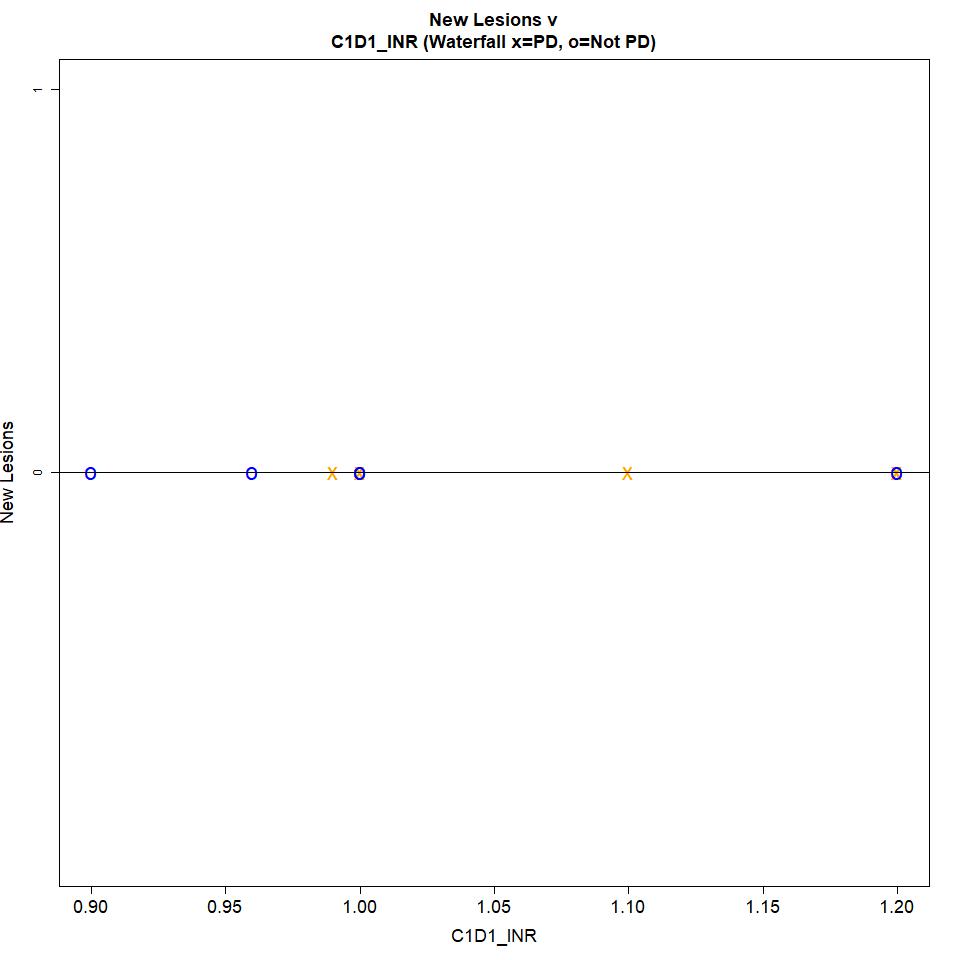 New Lesions v
C1D1_INR (Waterfall x=PD, o=Not PD)
1
0
New Lesions
o o x o x o
0.90 0.95 1.00 1.05 1.10 1.15 1.20
C1D1_INR